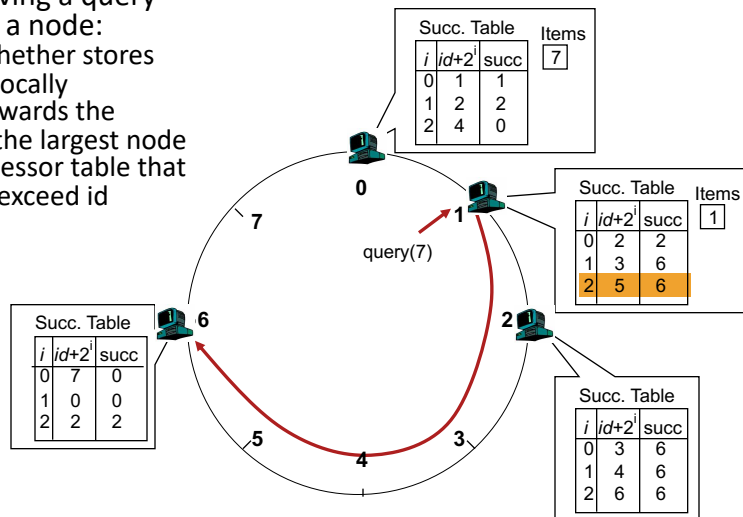 ving a query
a node:
hether stores
ocally
wards the
the largest node
essor table that
exceed id
Succ. Table
i id+2^i succ
0 1 1
1 2 2
2 4 0
Items
7
0
1
2
3
4
5
6
7
query(7)
Succ. Table
i id+2^i succ
0 2 2
1 3 6
2 5 6
Items
1
Succ. Table
i id+2^i succ
0 7 0
1 0 0
2 2 2
Succ. Table
i id+2^i succ
0 3 6
1 4 6
2 6 6